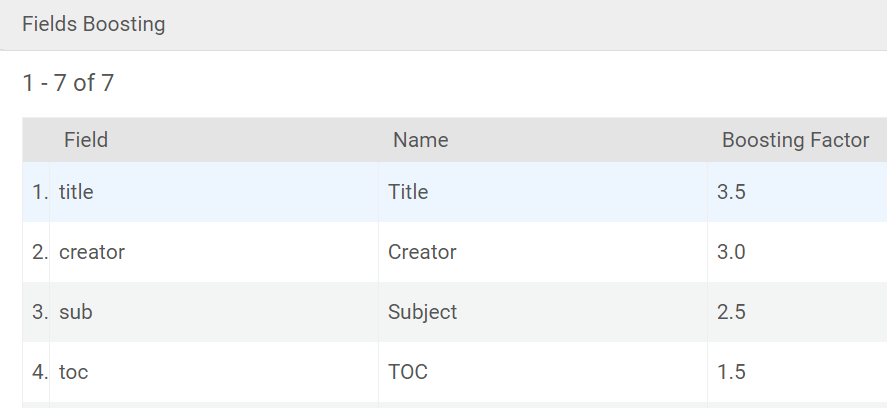 Fields Boosting
1 - 7 of 7
Field Name Boosting Factor
1. title Title 3.5
2. creator Creator 3.0
3. sub Subject 2.5
4. toc TOC 1.5